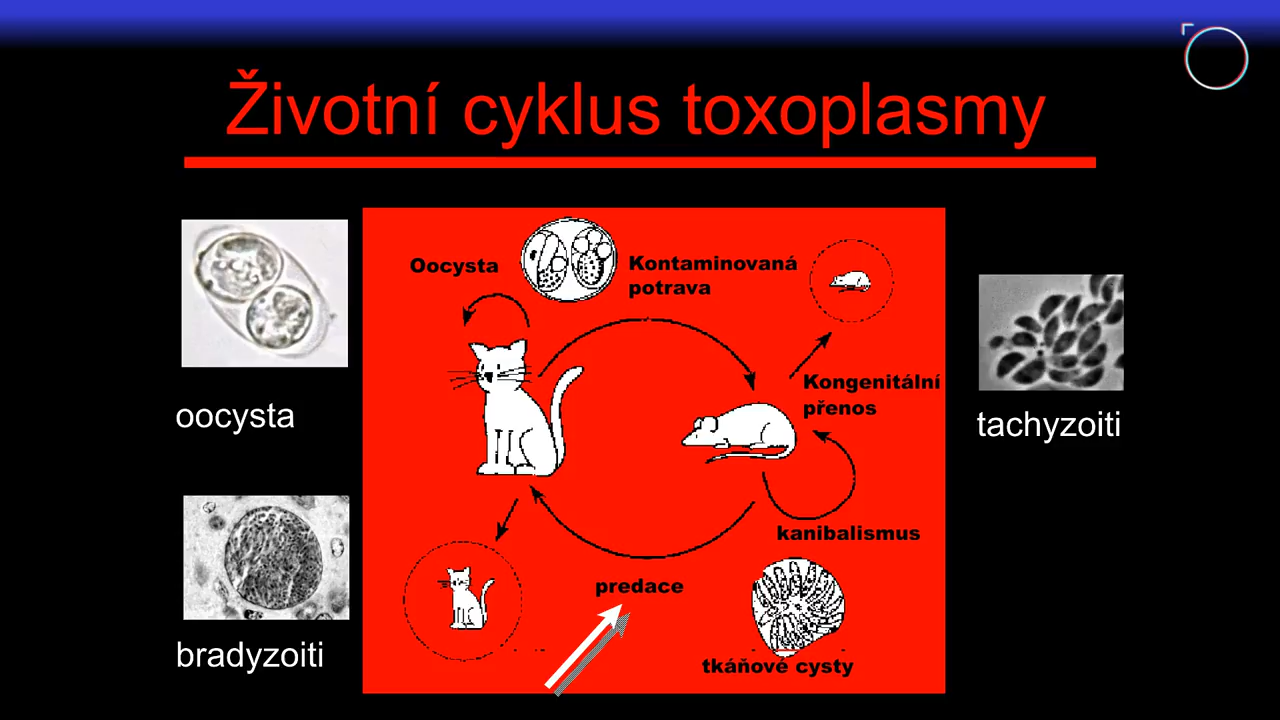 Životní cyklus toxoplasmy
Oocysta
Kontaminovaná
potrava
oocysta
Kongenitální
přenos
tachyzoiti
kanibalismus
predace
bradyzoiti
tkáňové cysty